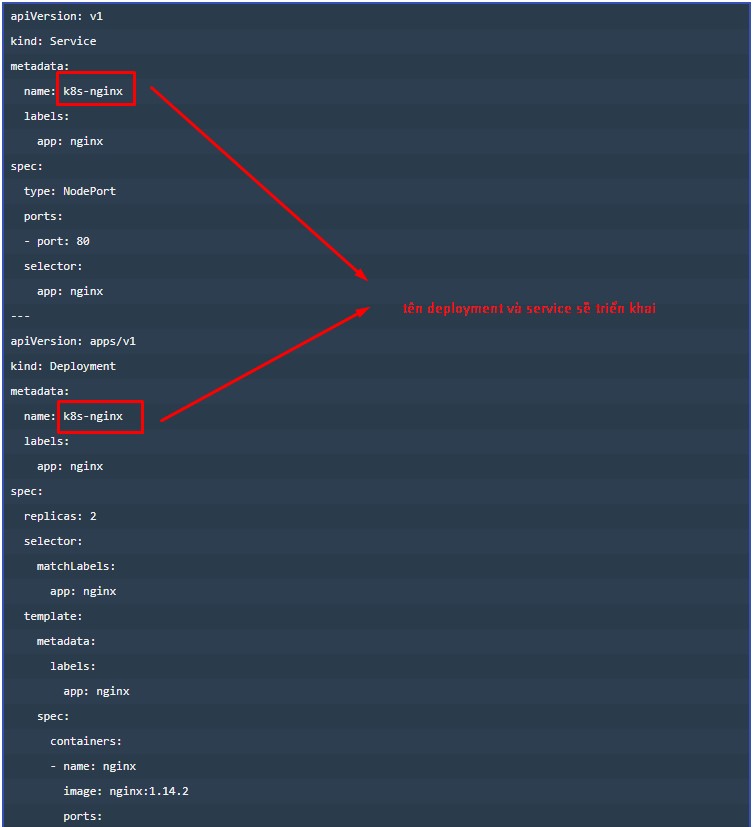 apiVersion: v1
kind: Service
metadata:
  name: k8s-nginx
  labels:
    app: nginx
spec:
  type: NodePort
  ports:
  - port: 80
  selector:
    app: nginx
tên deployment và service sẽ triển khai
---
apiVersion: apps/v1
kind: Deployment
metadata:
  name: k8s-nginx
  labels:
    app: nginx
spec:
  replicas: 2
  selector:
    matchLabels:
      app: nginx
  template:
    metadata:
      labels:
        app: nginx
    spec:
      containers:
      - name: nginx
        image: nginx:1.14.2
        ports: